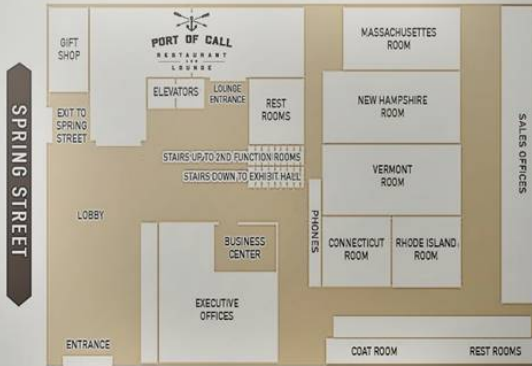 GIFT
SHOP
PORT OF CALL
RESTAURANT
AND
LOUNGE
MASSACHUSETTES
ROOM
ELEVATORS
LOUNGE
ENTRANCE
EXIT TO
SPRING
STREET
REST
ROOMS
NEW HAMPSHIRE
ROOM
SPRING STREET
SALES OFFICES
STAIRS UP TO 2ND FUNCTION ROOMS
STAIRS DOWN TO EXHIBIT HALL
VERMONT
ROOM
LOBBY
PHONES
BUSINESS
CENTER
CONNECTICUT
ROOM
RHODE ISLAND
ROOM
EXECUTIVE
OFFICES
ENTRANCE
COAT ROOM
REST ROOMS